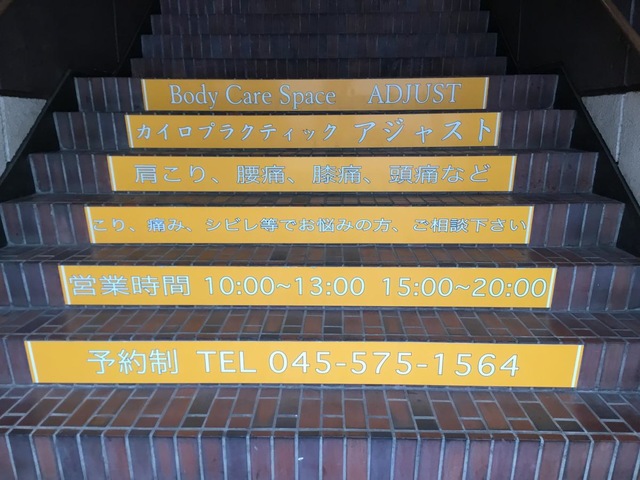 Body Care Space ADJUST
カイロプラクティック アジャスト
肩こり、腰痛、膝痛、頭痛など
こり、痛み、シビレ等でお悩みの方、ご相談下さい
営業時間 10:00~13:00 15:00~20:00
予約制 TEL 045-575-1564